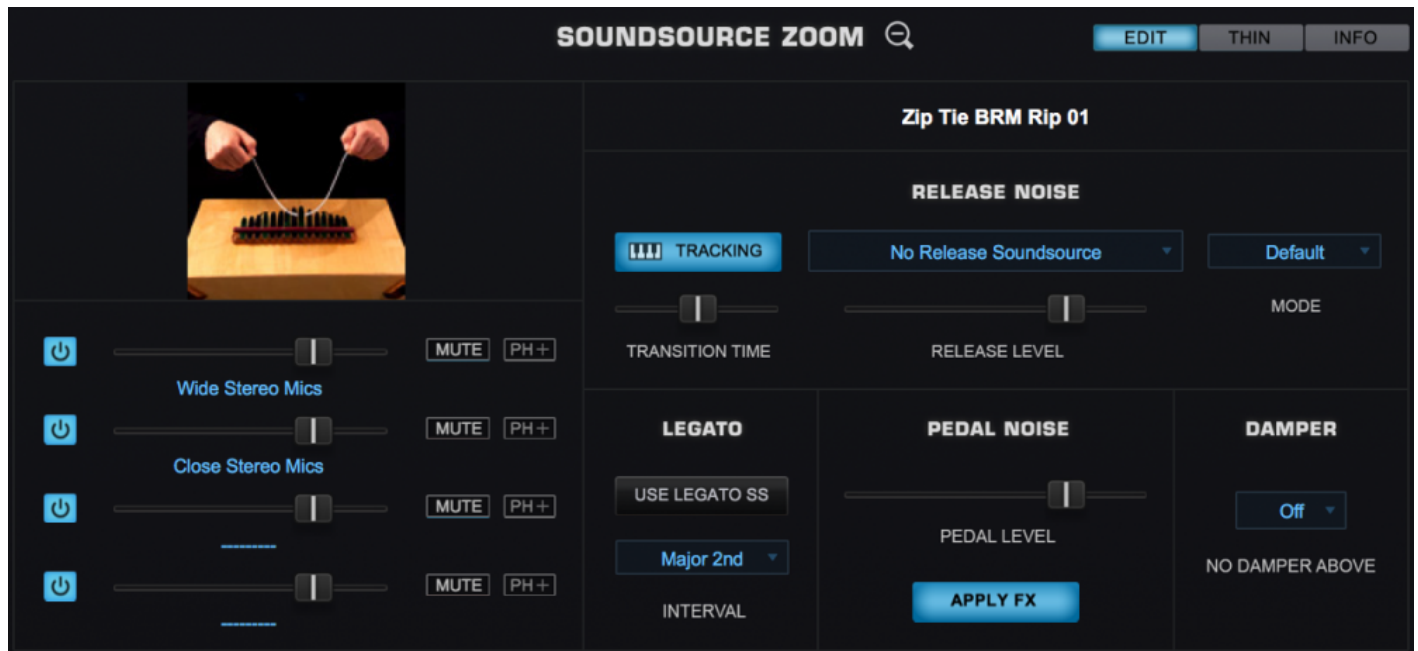 SOUNDSOURCE ZOOM
EDIT THIN INFO
Zip Tie BRM Rip 01
RELEASE NOISE
TRACKING No Release Soundsource Default
TRANSITION TIME RELEASE LEVEL MODE
MUTE PH+
Wide Stereo Mics
MUTE PH+
Close Stereo Mics
MUTE PH+
---------
MUTE PH+
---------
LEGATO
USE LEGATO SS
Major 2nd
INTERVAL
PEDAL NOISE
PEDAL LEVEL
APPLY FX
DAMPER
Off
NO DAMPER ABOVE